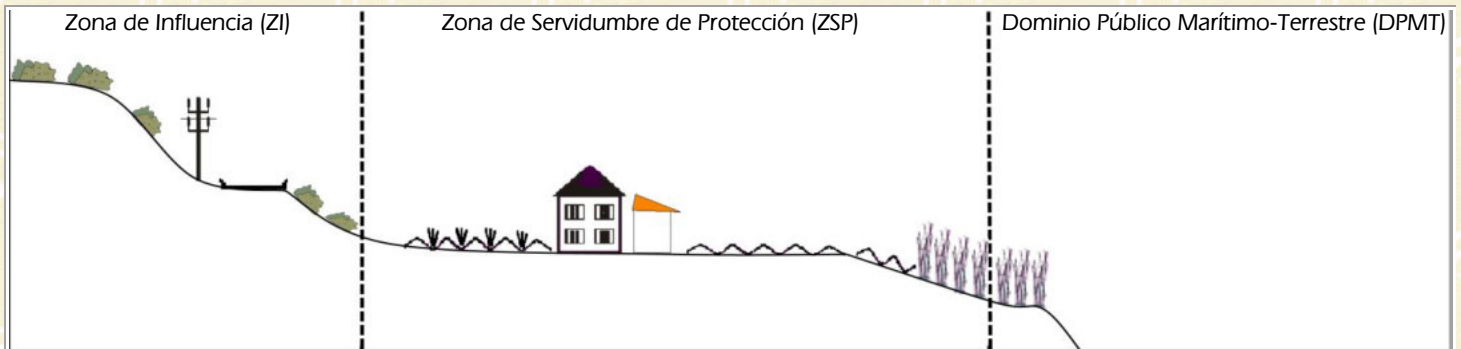 Zona de Influencia (ZI)
Zona de Servidumbre de Protección (ZSP)
Dominio Público Marítimo-Terrestre (DPMT)